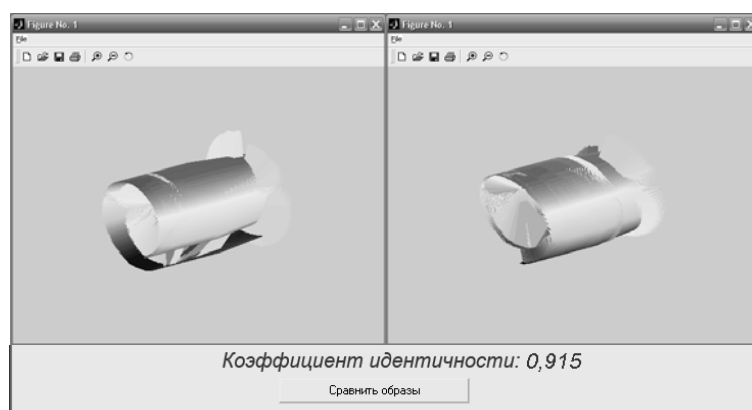 Figure No. 1
File
Figure No. 1
File
Коэффициент идентичности: 0,915
Сравнить образы